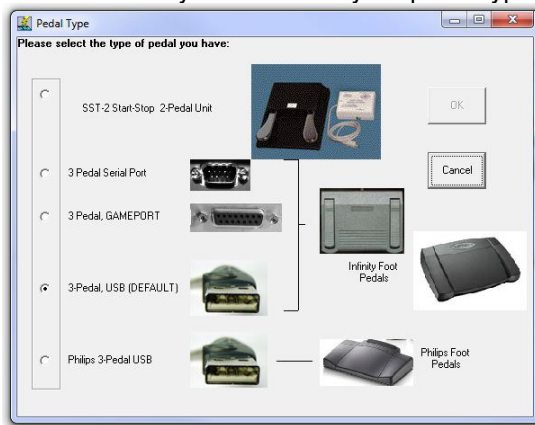 Pedal Type
Please select the type of pedal you have:
SST-2 Start-Stop 2-Pedal Unit
OK
3 Pedal Serial Port
Cancel
3 Pedal, GAMEPORT
Infinity Foot
Pedals
3-Pedal, USB (DEFAULT)
Philips 3-Pedal USB
Philips Foot
Pedals